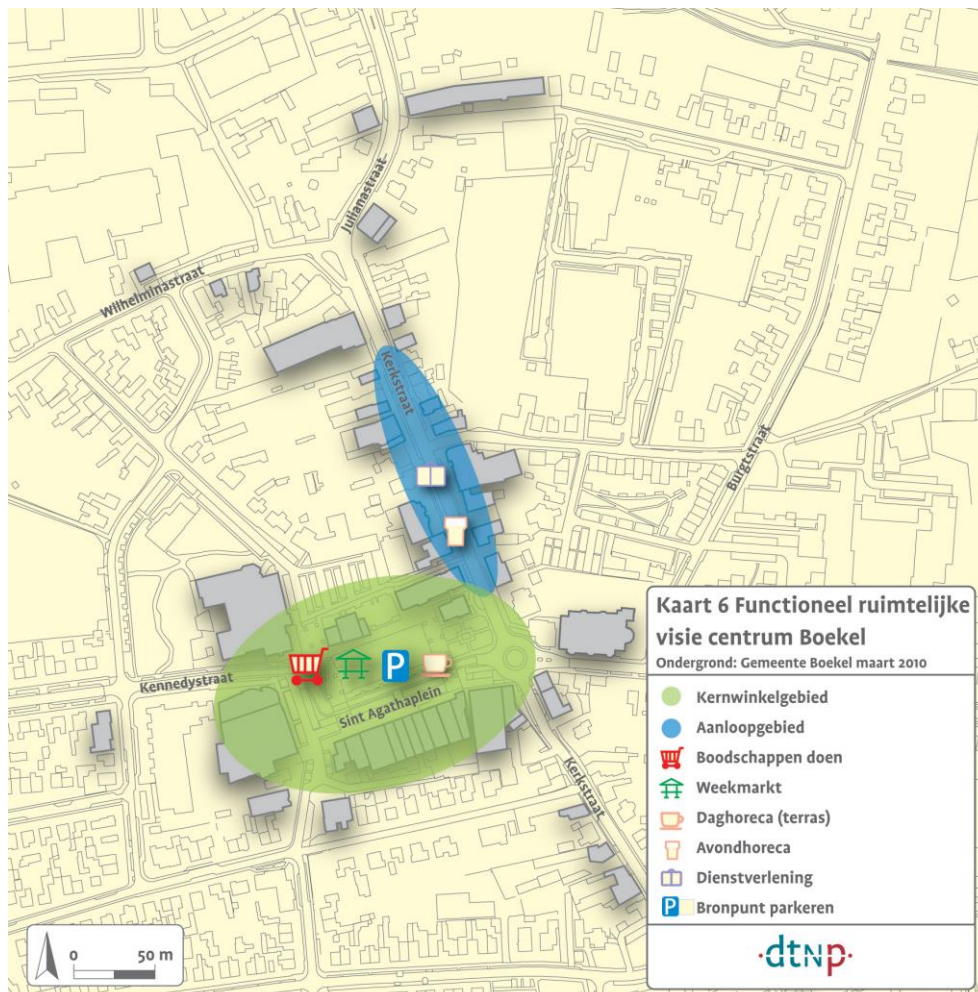 Julianastraat
Wilhelminastraat
Kerkstraat
Burgtstraat
Kennedystraat
P
Sint Agathaplein
Kerkstraat
0 50 m
Kaart 6 Functioneel ruimtelijke
visie centrum Boekel
Ondergrond: Gemeente Boekel maart 2010
Kernwinkelgebied
Aanloopgebied
Boodschappen doen
Weekmarkt
Daghoreca (terras)
Avondhoreca
Dienstverlening
P Bronpunt parkeren
·dtNp·